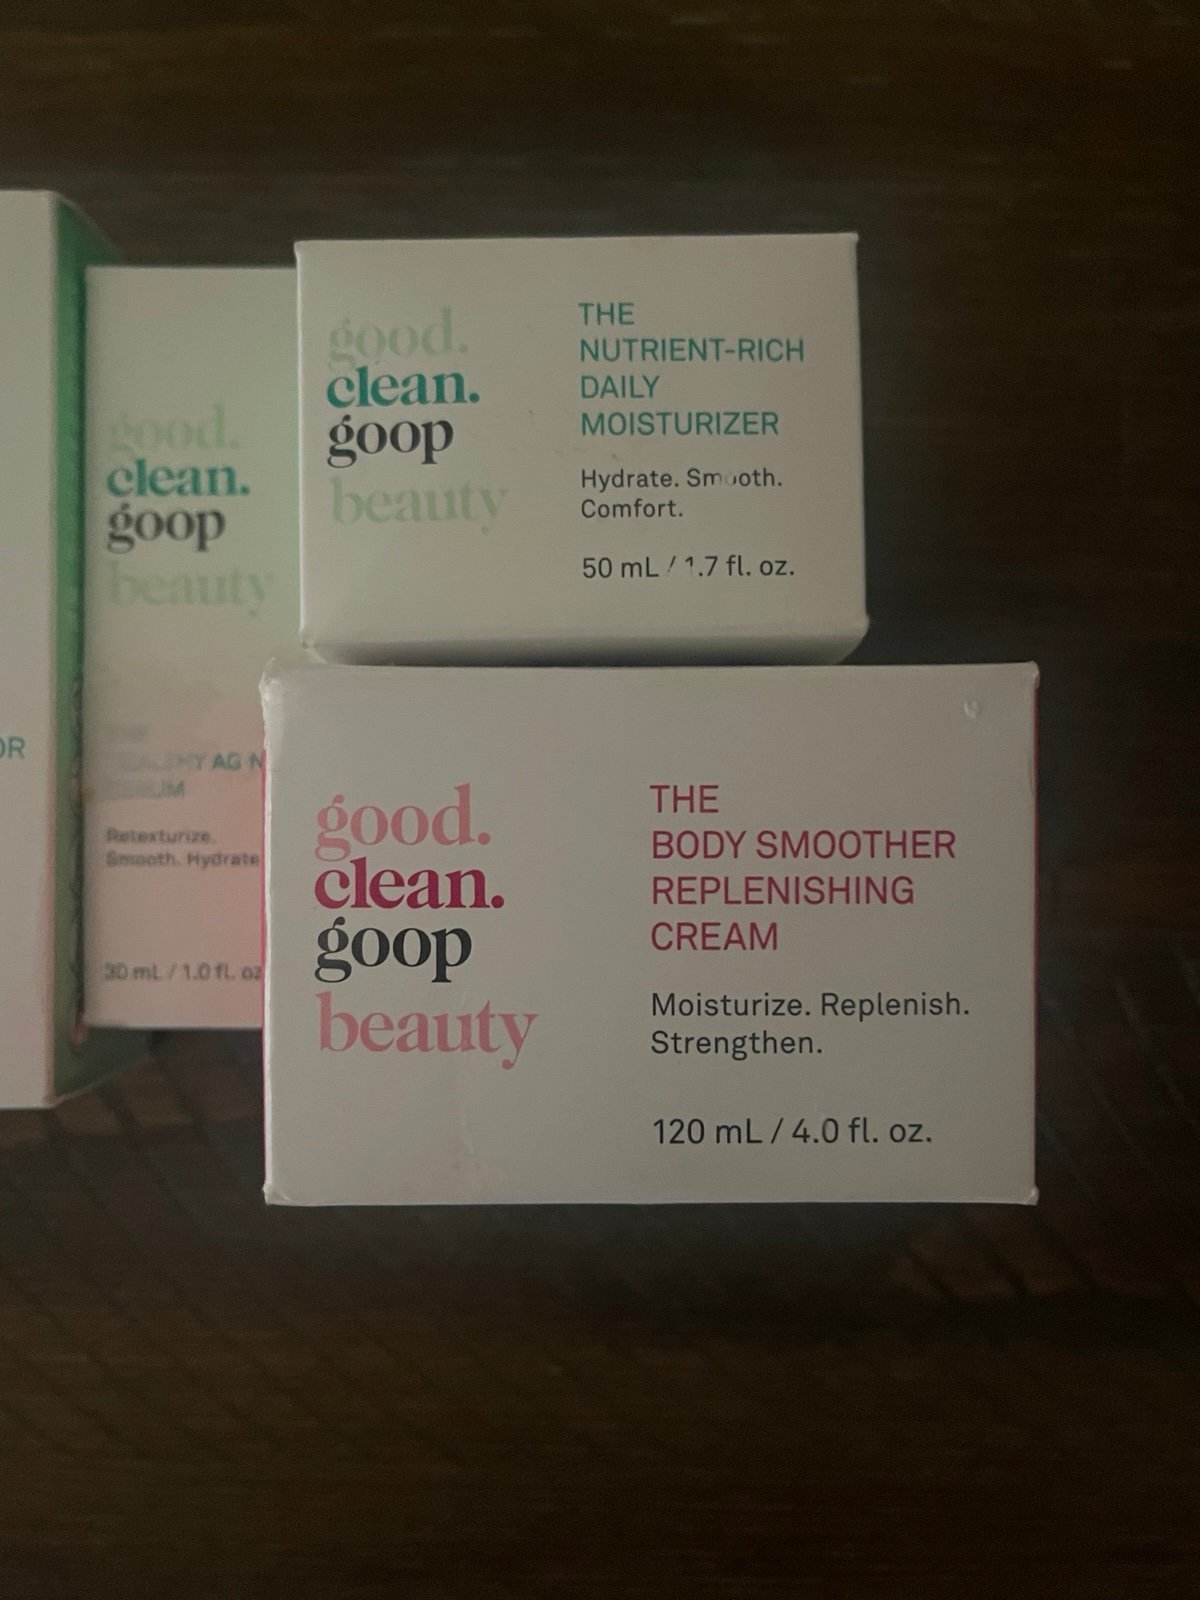 OR
good.
clean.
goop
beauty
Retexturize.
Smooth. Hydrate
30 mL / 1.0 fl. oz
good.
clean.
goop
beauty
THE
NUTRIENT-RICH
DAILY
MOISTURIZER
Hydrate. Smooth.
Comfort.
50 mL / 1.7 fl. oz.
good.
clean.
goop
beauty
THE
BODY SMOOTHER
REPLENISHING
CREAM
Moisturize. Replenish.
Strengthen.
120 mL / 4.0 fl. oz.